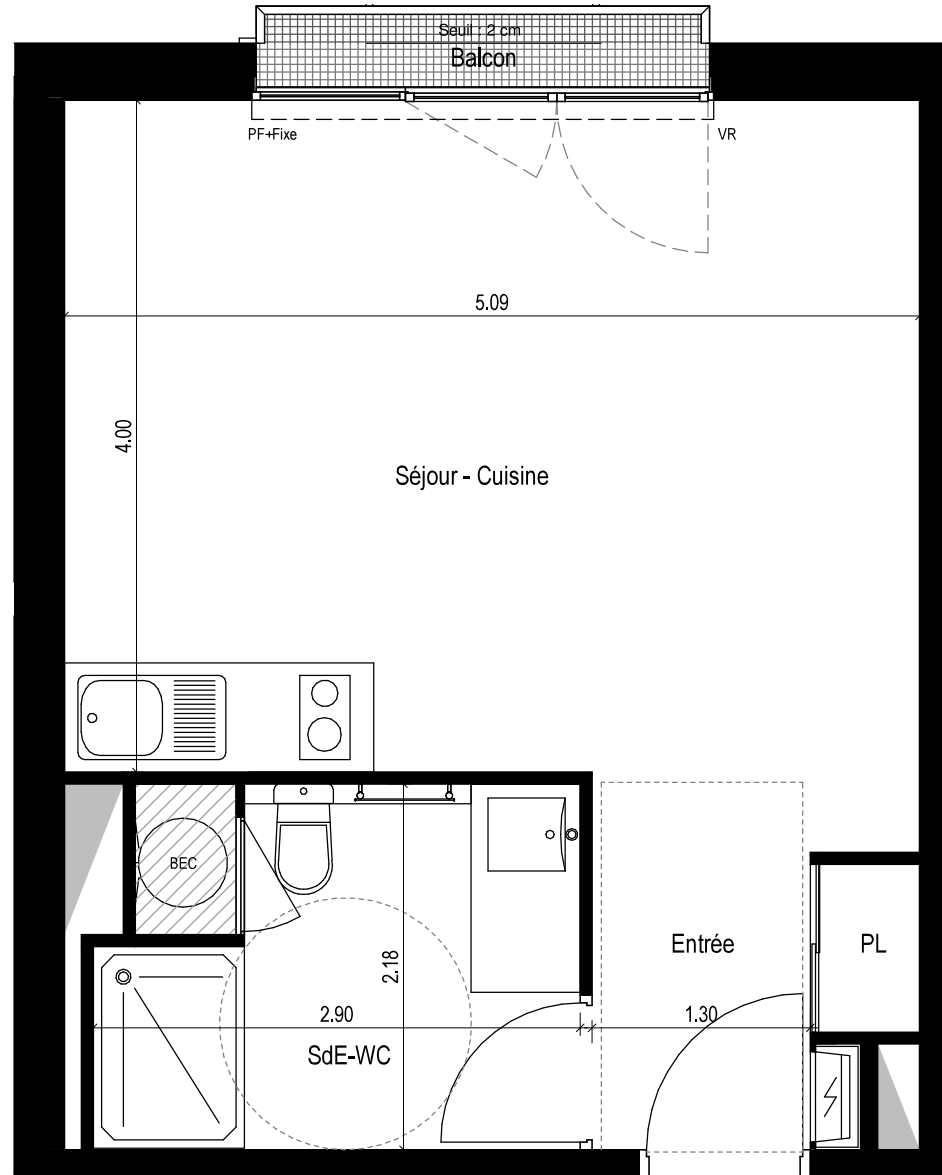 Seuil : 2 cm
Balcon
PF+Fixe
VR
5.09
4.00
Séjour - Cuisine
BEC
Entrée
PL
2.18
2.90
1.30
SdE-WC